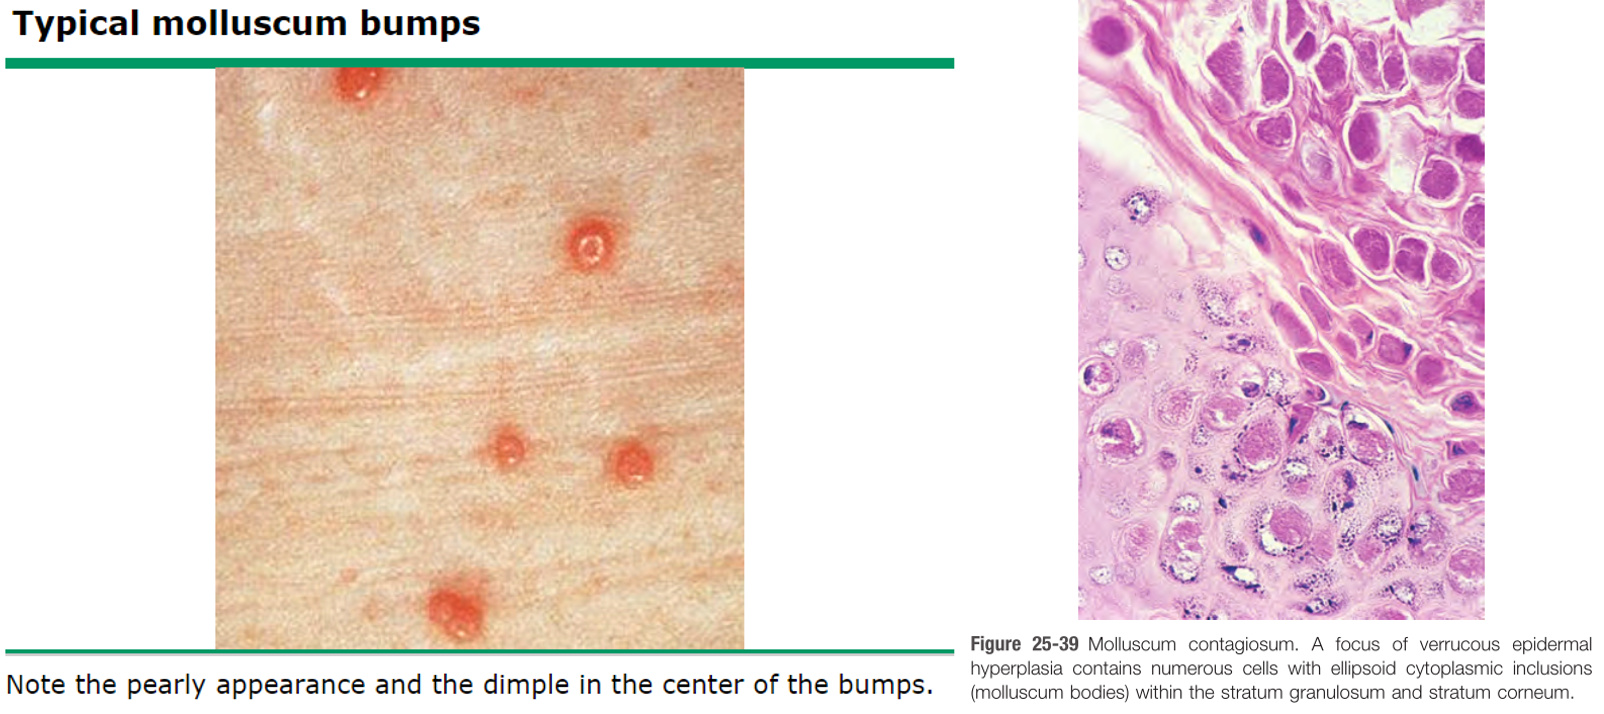 Typical molluscum bumps
Note the pearly appearance and the dimple in the center of the bumps.
Figure 25-39 Molluscum contagiosum. A focus of verrucous epidermal
hyperplasia contains numerous cells with ellipsoid cytoplasmic inclusions
(molluscum bodies) within the stratum granulosum and stratum corneum.